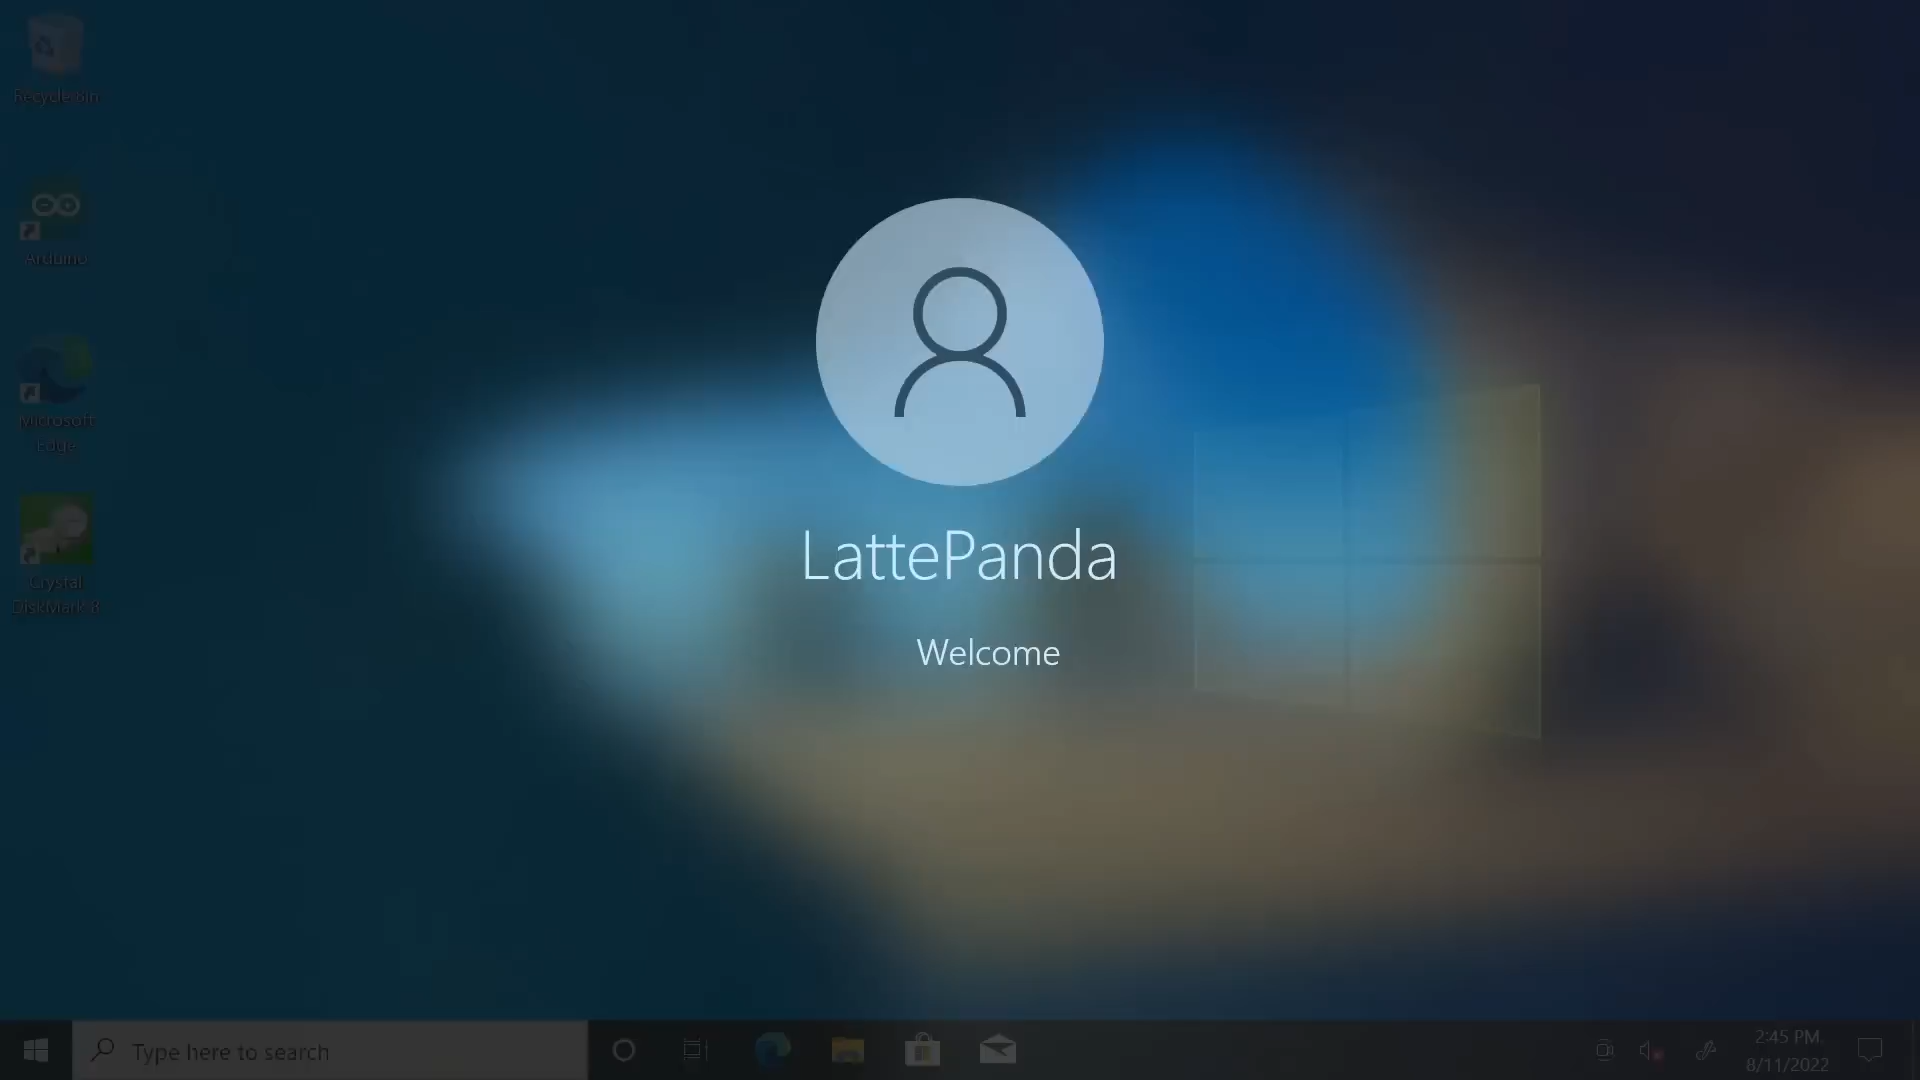 Recycle Bin
Arduino
Microsoft
Edge
Crystal
DiskMark 8
LattePanda
Welcome
Type here to search
2:45 PM
8/11/2022